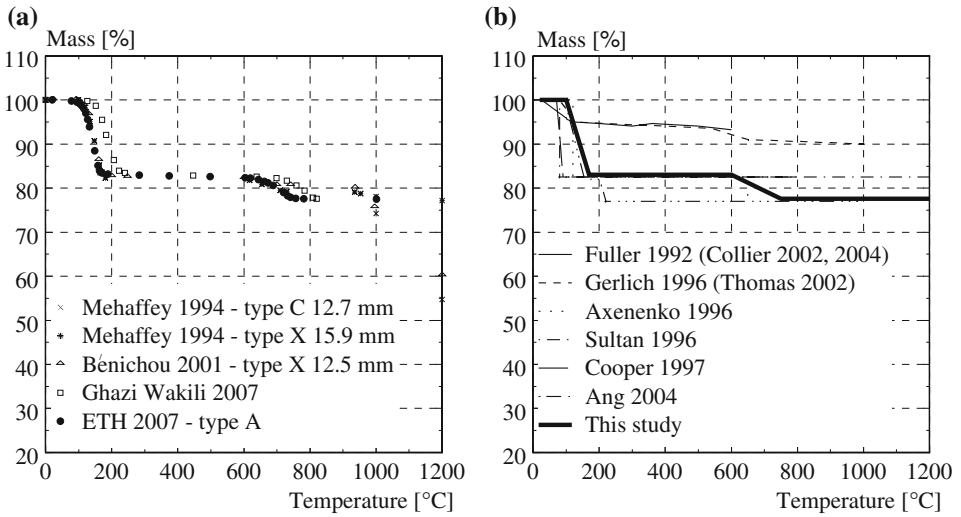 (a)
Mass [%]
110
100
90
80
70
60
50
40
30
20
0 200 400 600 800 1000 1200
Temperature [°C]
× Mehaffey 1994 - type C 12.7 mm
Mehaffey 1994 - type X 15.9 mm
Bénichou 2001 - type X 12.5 mm
Ghazi Wakili 2007
ETH 2007 - type A
(b)
Mass [%]
110
100
90
80
70
60
50
40
30
20
0 200 400 600 800 1000 1200
Temperature [°C]
Fuller 1992 (Collier 2002, 2004)
Gerlich 1996 (Thomas 2002)
Axenenko 1996
Sultan 1996
Cooper 1997
Ang 2004
This study